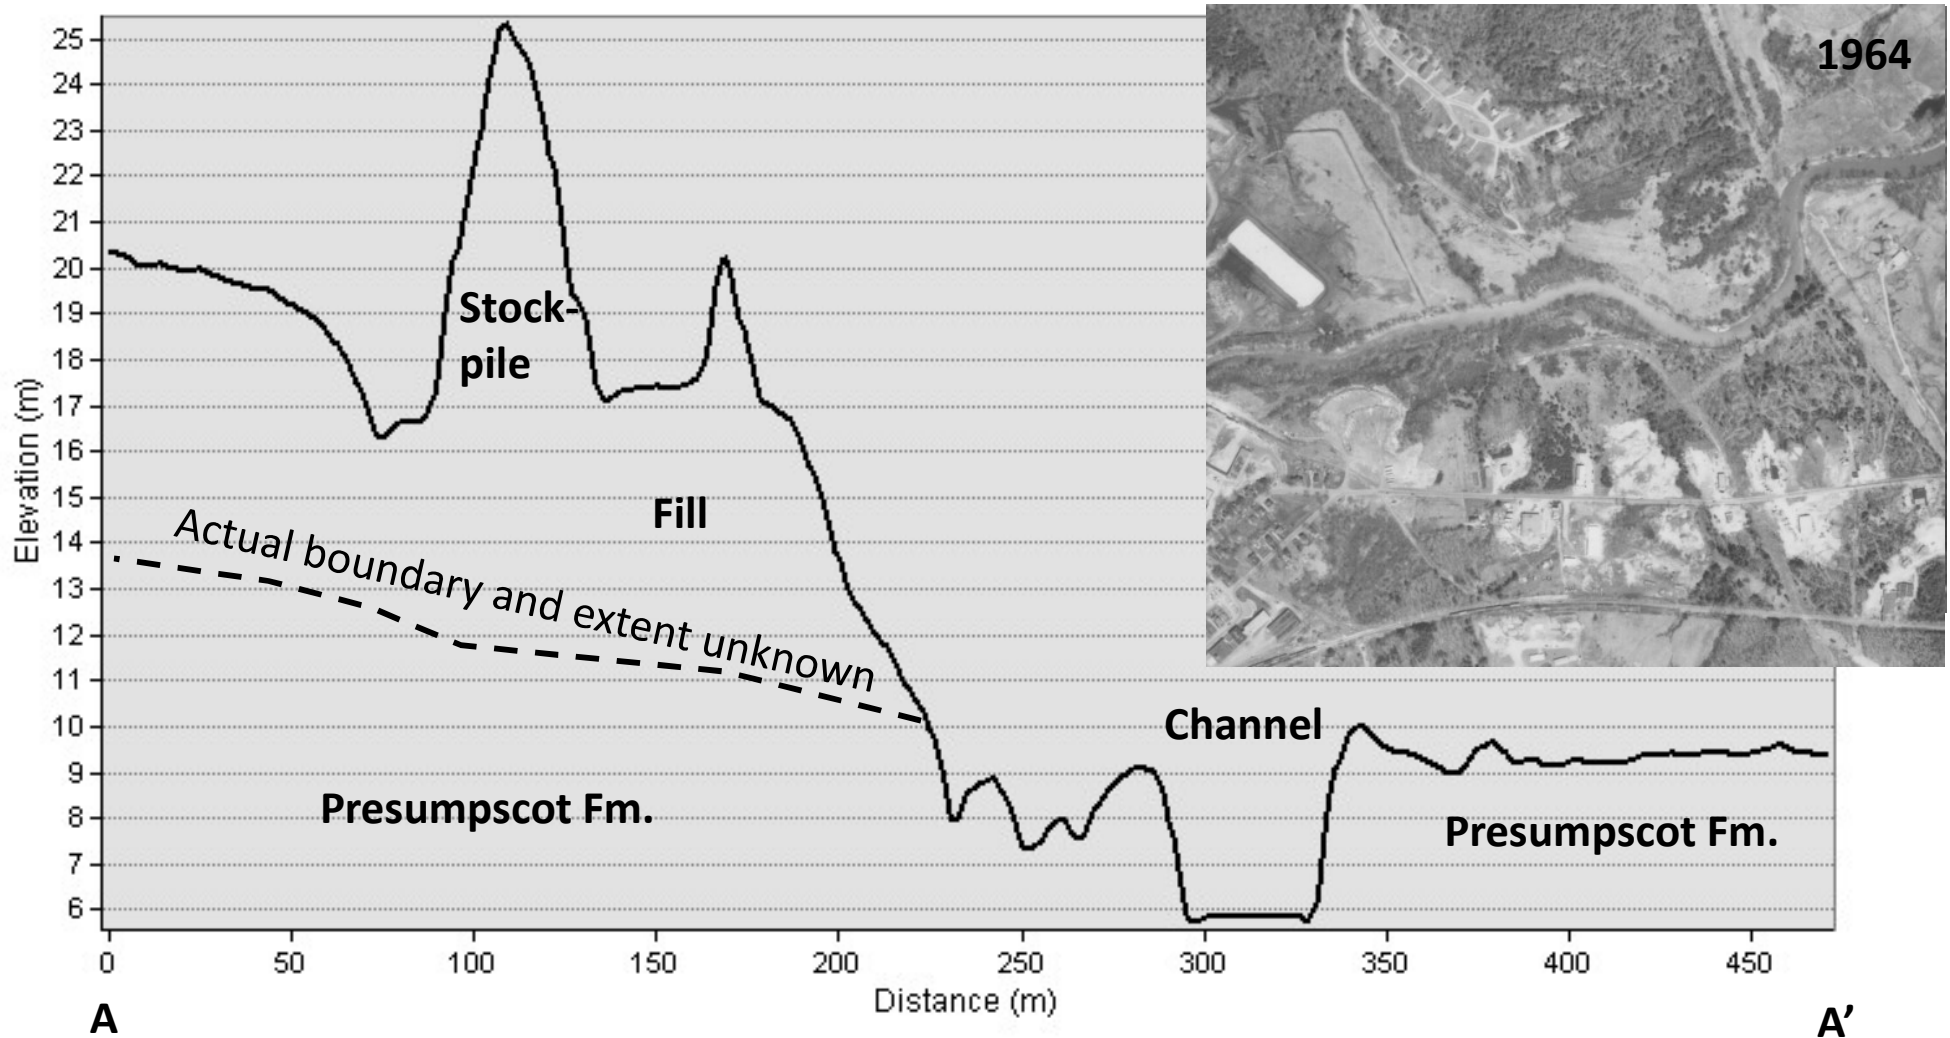 1964
25
24
23
22
21
20
19
18
17
16
15
14
13
12
11
10
9
8
7
6
Elevation (m)
Stock-
pile
Fill
Actual boundary and extent unknown
Channel
Presumpscot Fm.
Presumpscot Fm.
0 50 100 150 200 250 300 350 400 450
Distance (m)
A A’